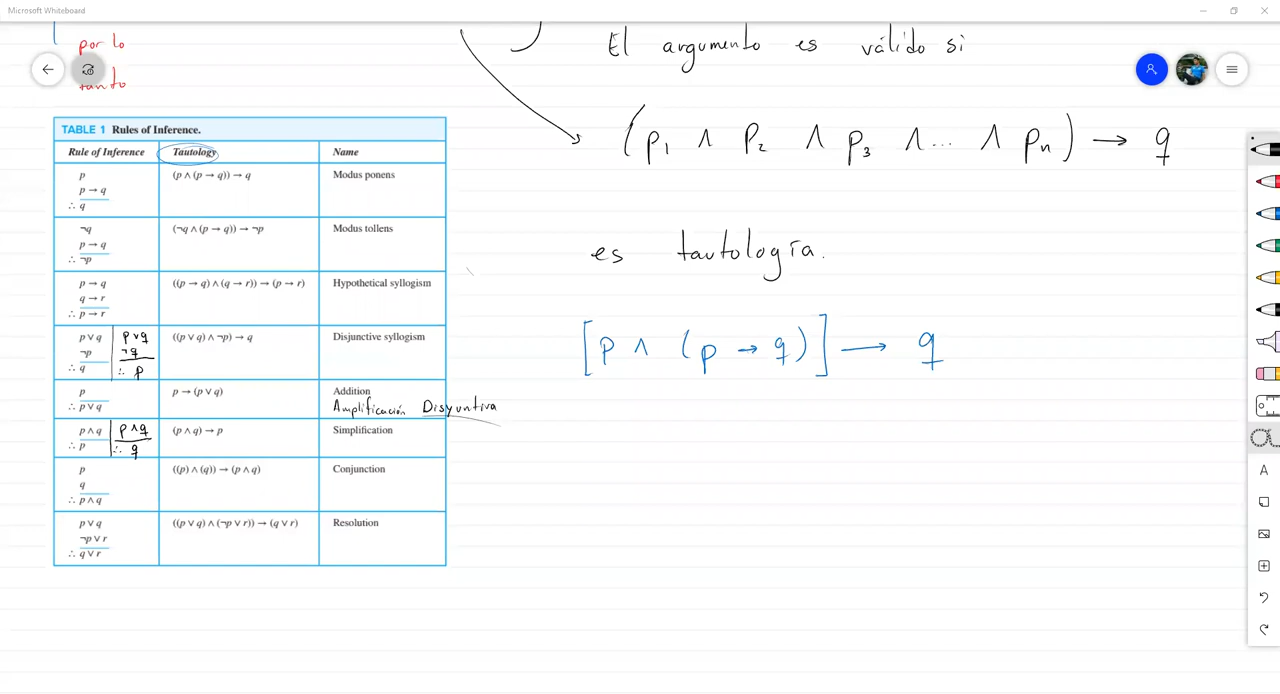 Microsoft Whiteboard
por lo
tanto
El argumento es válido si
(p₁ ∧ p₂ ∧ p₃ ∧ ... ∧ pₙ) → q
es tautología.
[p ∧ (p → q)] → q
TABLE 1 Rules of Inference.
Rule of Inference Tautology Name
p
p → q
∴ q
(p ∧ (p → q)) → q
Modus ponens
¬q
p → q
∴ ¬p
(¬q ∧ (p → q)) → ¬p
Modus tollens
p → q
q → r
∴ p → r
((p → q) ∧ (q → r)) → (p → r)
Hypothetical syllogism
p ∨ q
¬p
∴ q
p ∨ q
¬q
∴ p
((p ∨ q) ∧ ¬p) → q
Disjunctive syllogism
p
∴ p ∨ q
p → (p ∨ q)
Addition
Amplificación Disyuntiva
p ∧ q
∴ p
p ∧ q
∴ q
(p ∧ q) → p
Simplification
p
q
∴ p ∧ q
((p) ∧ (q)) → (p ∧ q)
Conjunction
p ∨ q
¬p ∨ r
∴ q ∨ r
((p ∨ q) ∧ (¬p ∨ r)) → (q ∨ r)
Resolution
A